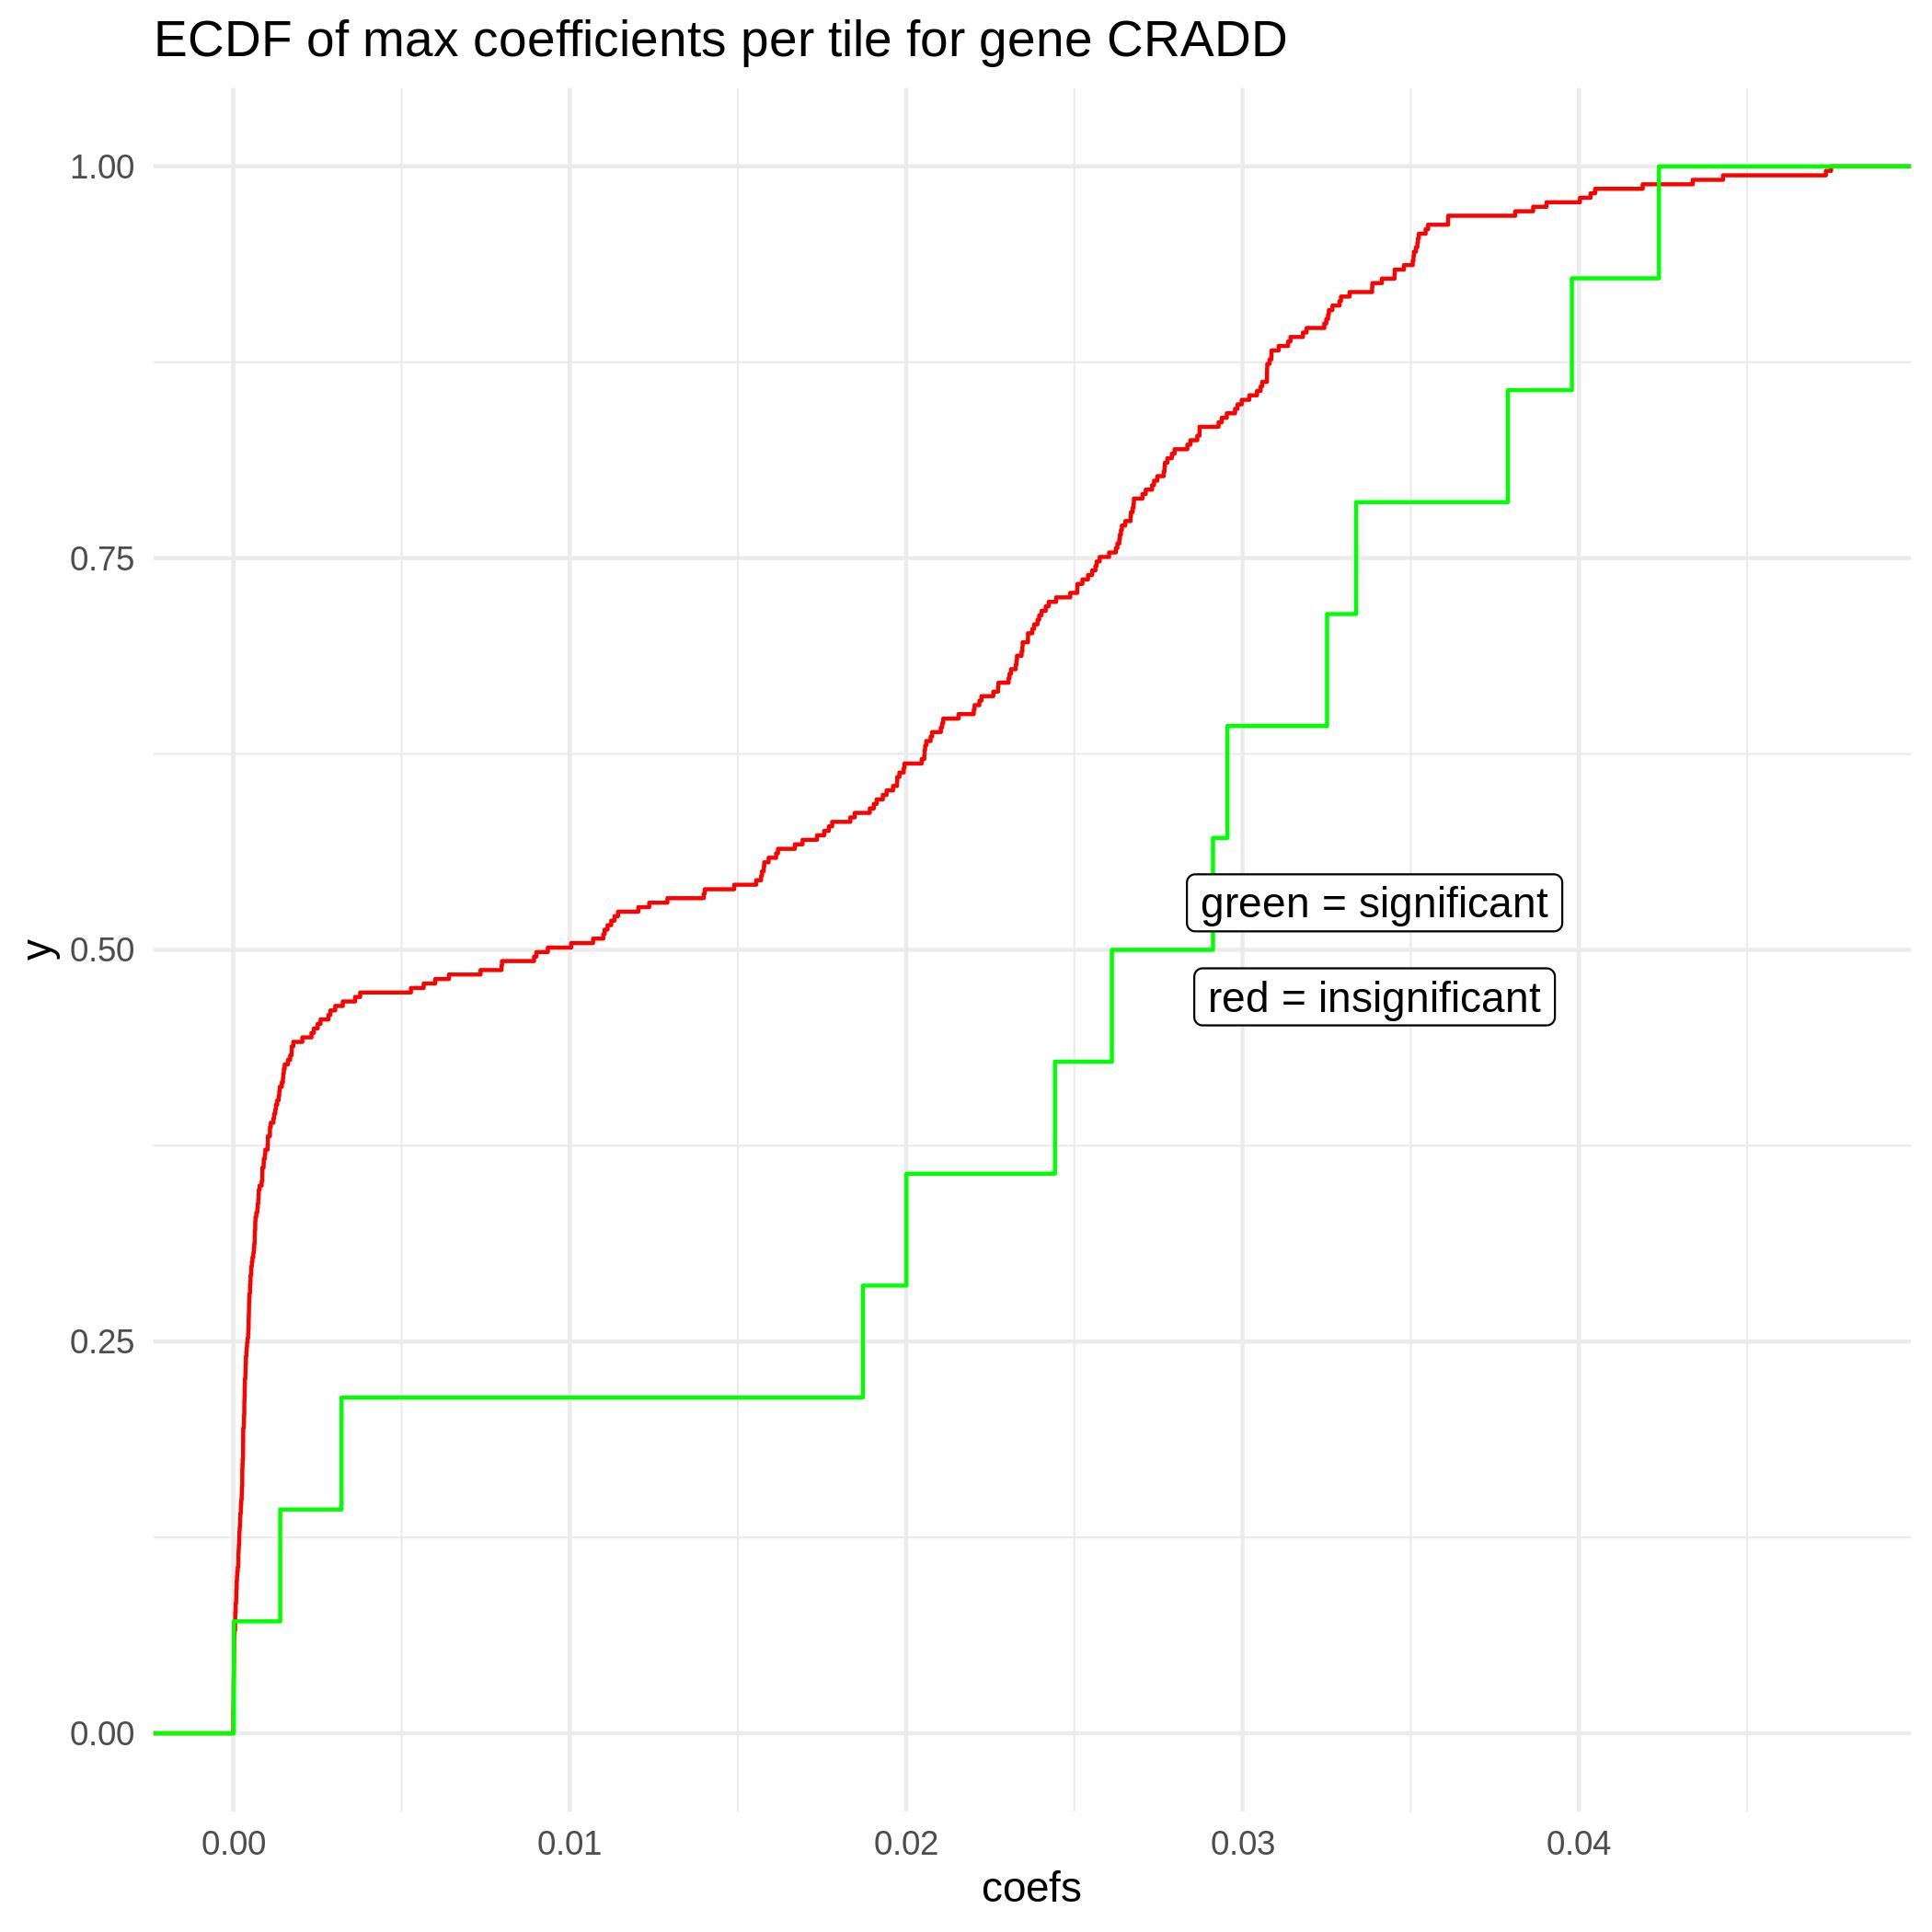 ECDF of max coefficients per tile for gene CRADD
1.00
0.75
y
0.50
0.25
0.00
green = significant
red = insignificant
0.00 0.01 0.02 0.03 0.04
coefs